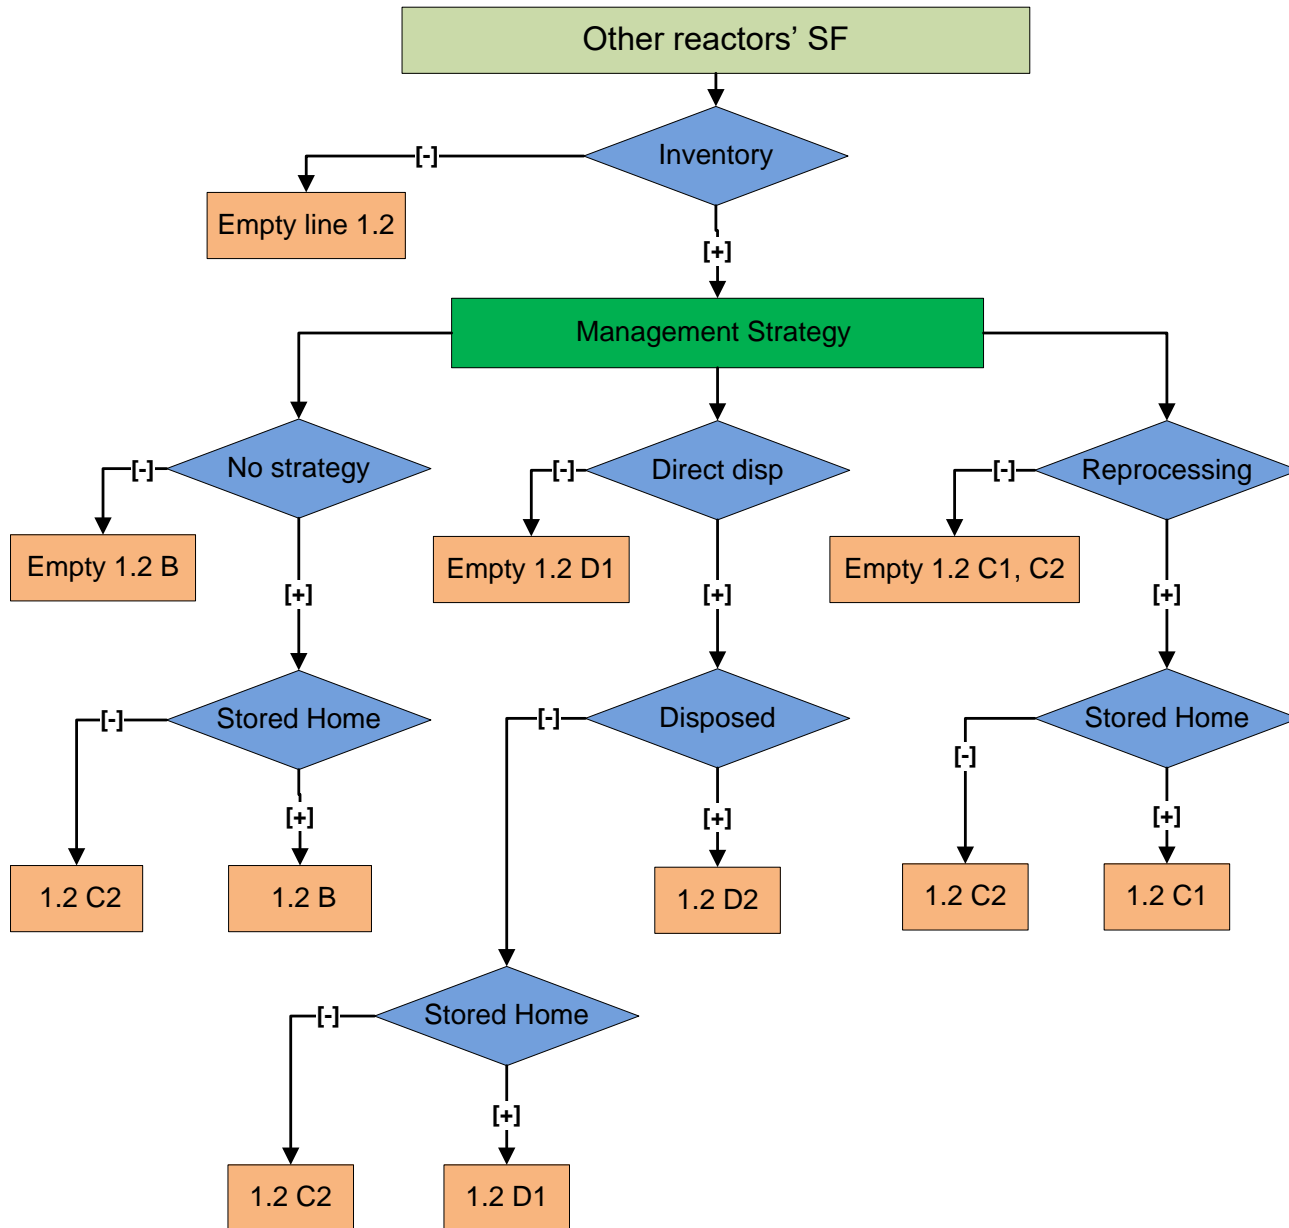 Other reactors’ SF
Inventory
[-]
Empty line 1.2
[+]
Management Strategy
No strategy
[-]
Direct disp
[-]
Reprocessing
[-]
Empty 1.2 B
Empty 1.2 D1
Empty 1.2 C1, C2
[+]
[+]
[+]
Stored Home
[-]
Disposed
[-]
Stored Home
[-]
[+]
[+]
[+]
1.2 C2
1.2 B
1.2 D2
1.2 C2
1.2 C1
Stored Home
[-]
[+]
1.2 C2
1.2 D1